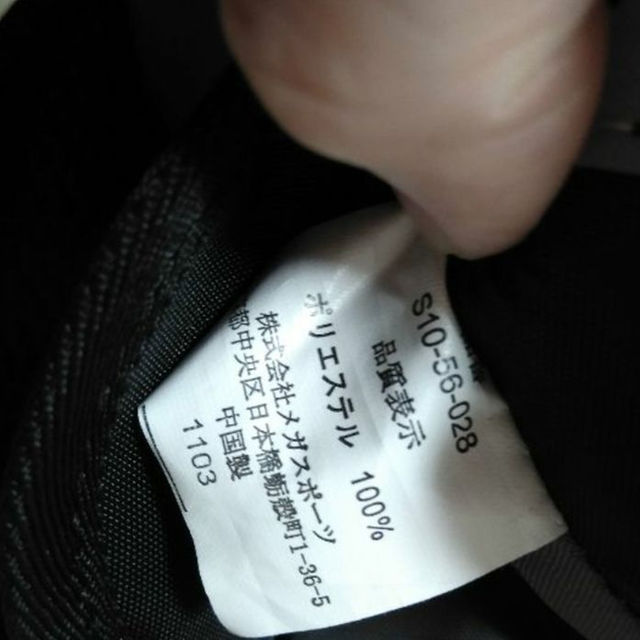 S10-56-028
品質表示
ポリエステル 100%
株式会社メガスポーツ
都中央区日本橋蛎殻町1-36-5
中国製
1103